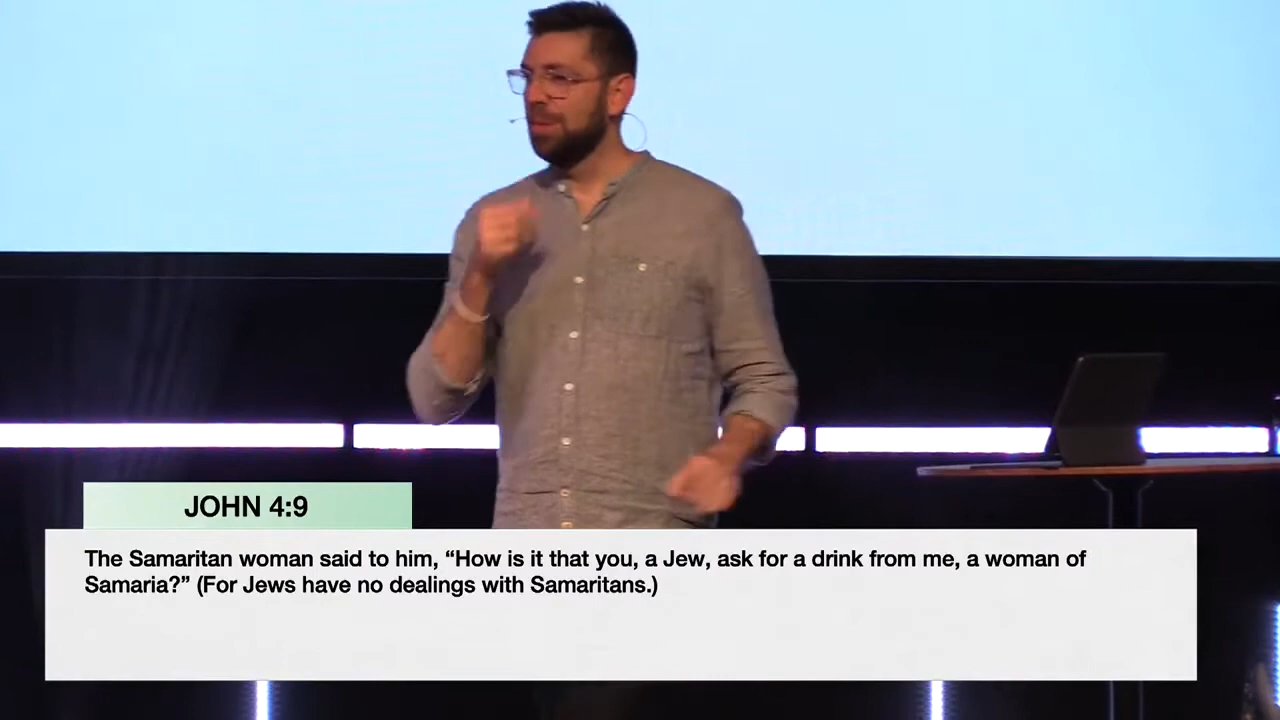 JOHN 4:9
The Samaritan woman said to him, “How is it that you, a Jew, ask for a drink from me, a woman of
Samaria?” (For Jews have no dealings with Samaritans.)